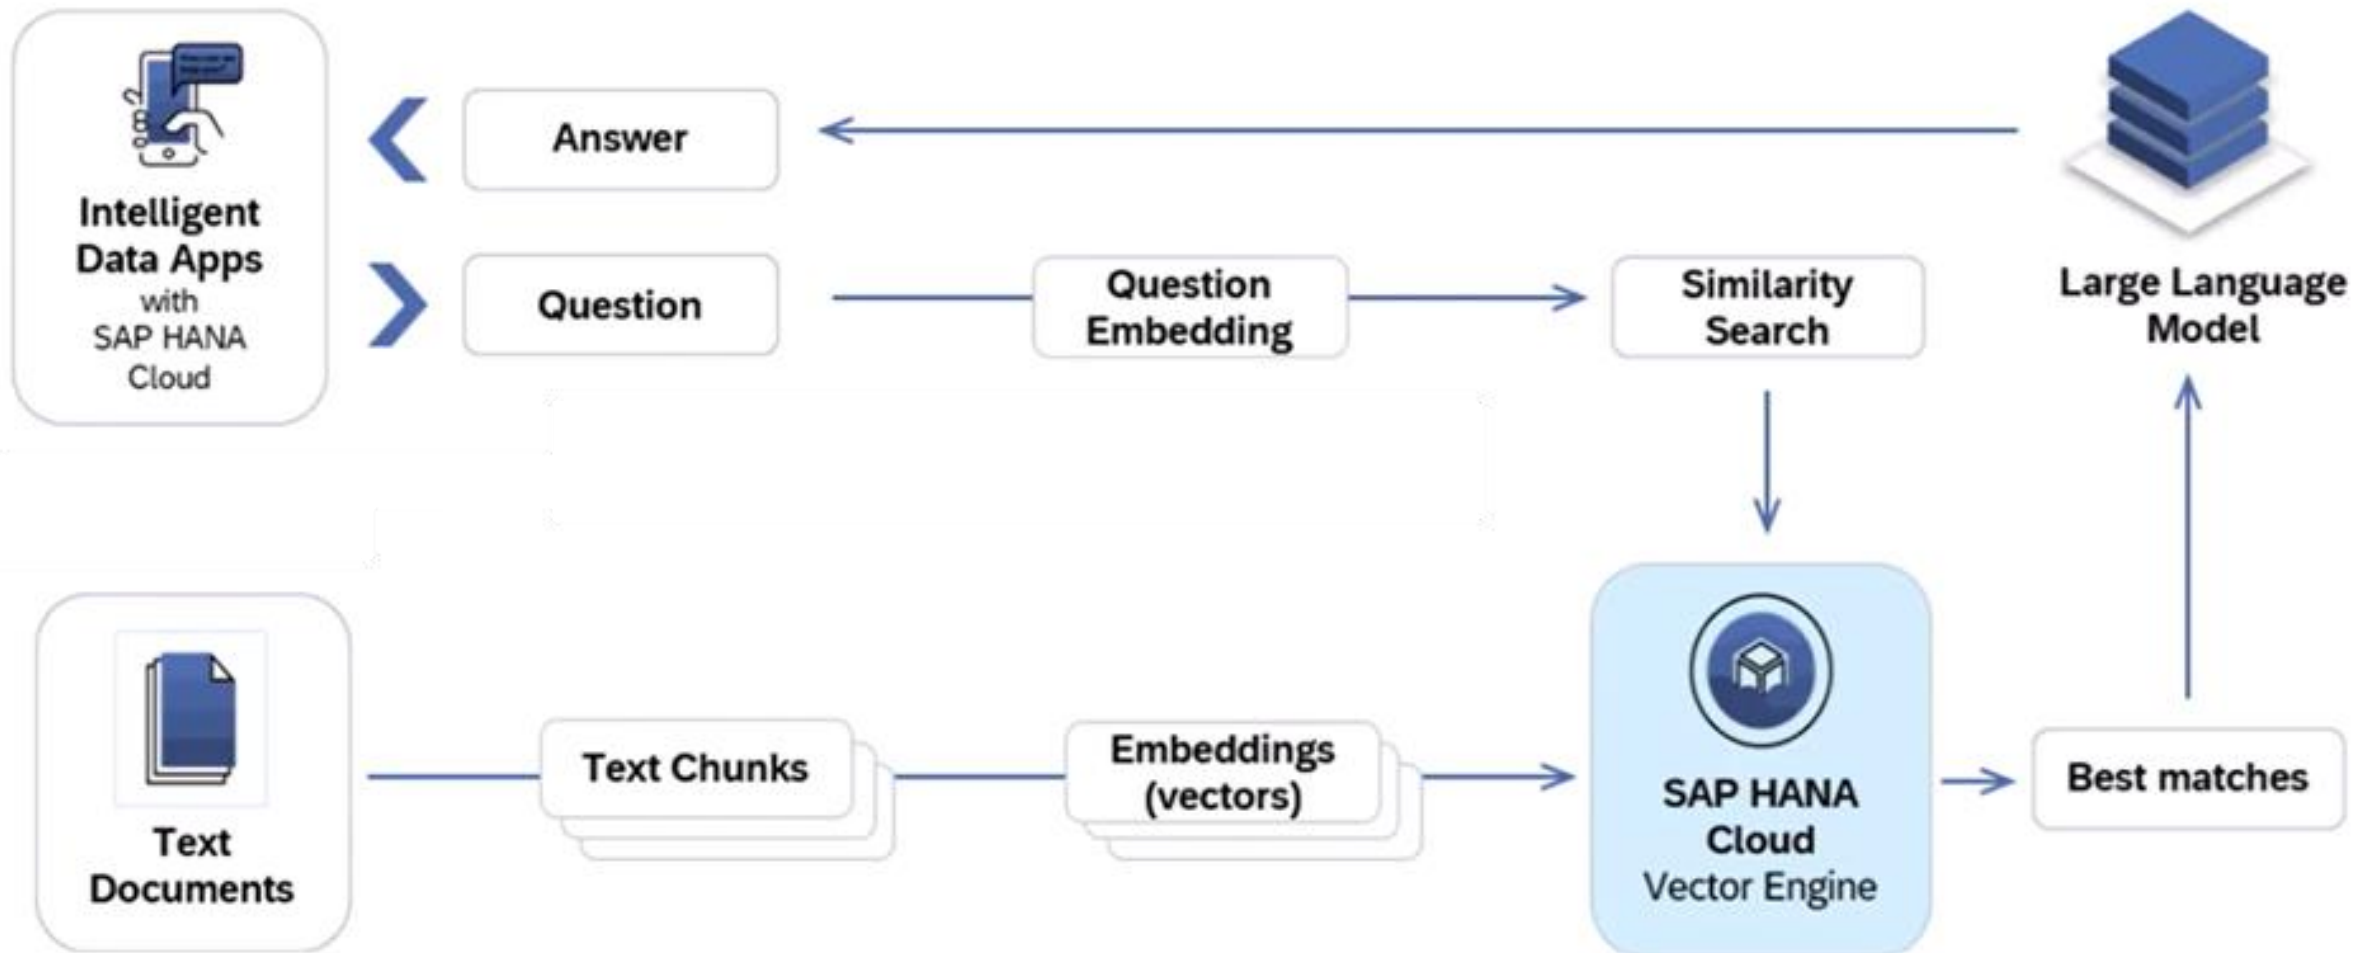 Answer
Intelligent
Data Apps
with
SAP HANA
Cloud
Question
Question
Embedding
Similarity
Search
Large Language
Model
Text
Documents
Text Chunks
Embeddings
(vectors)
SAP HANA
Cloud
Vector Engine
Best matches